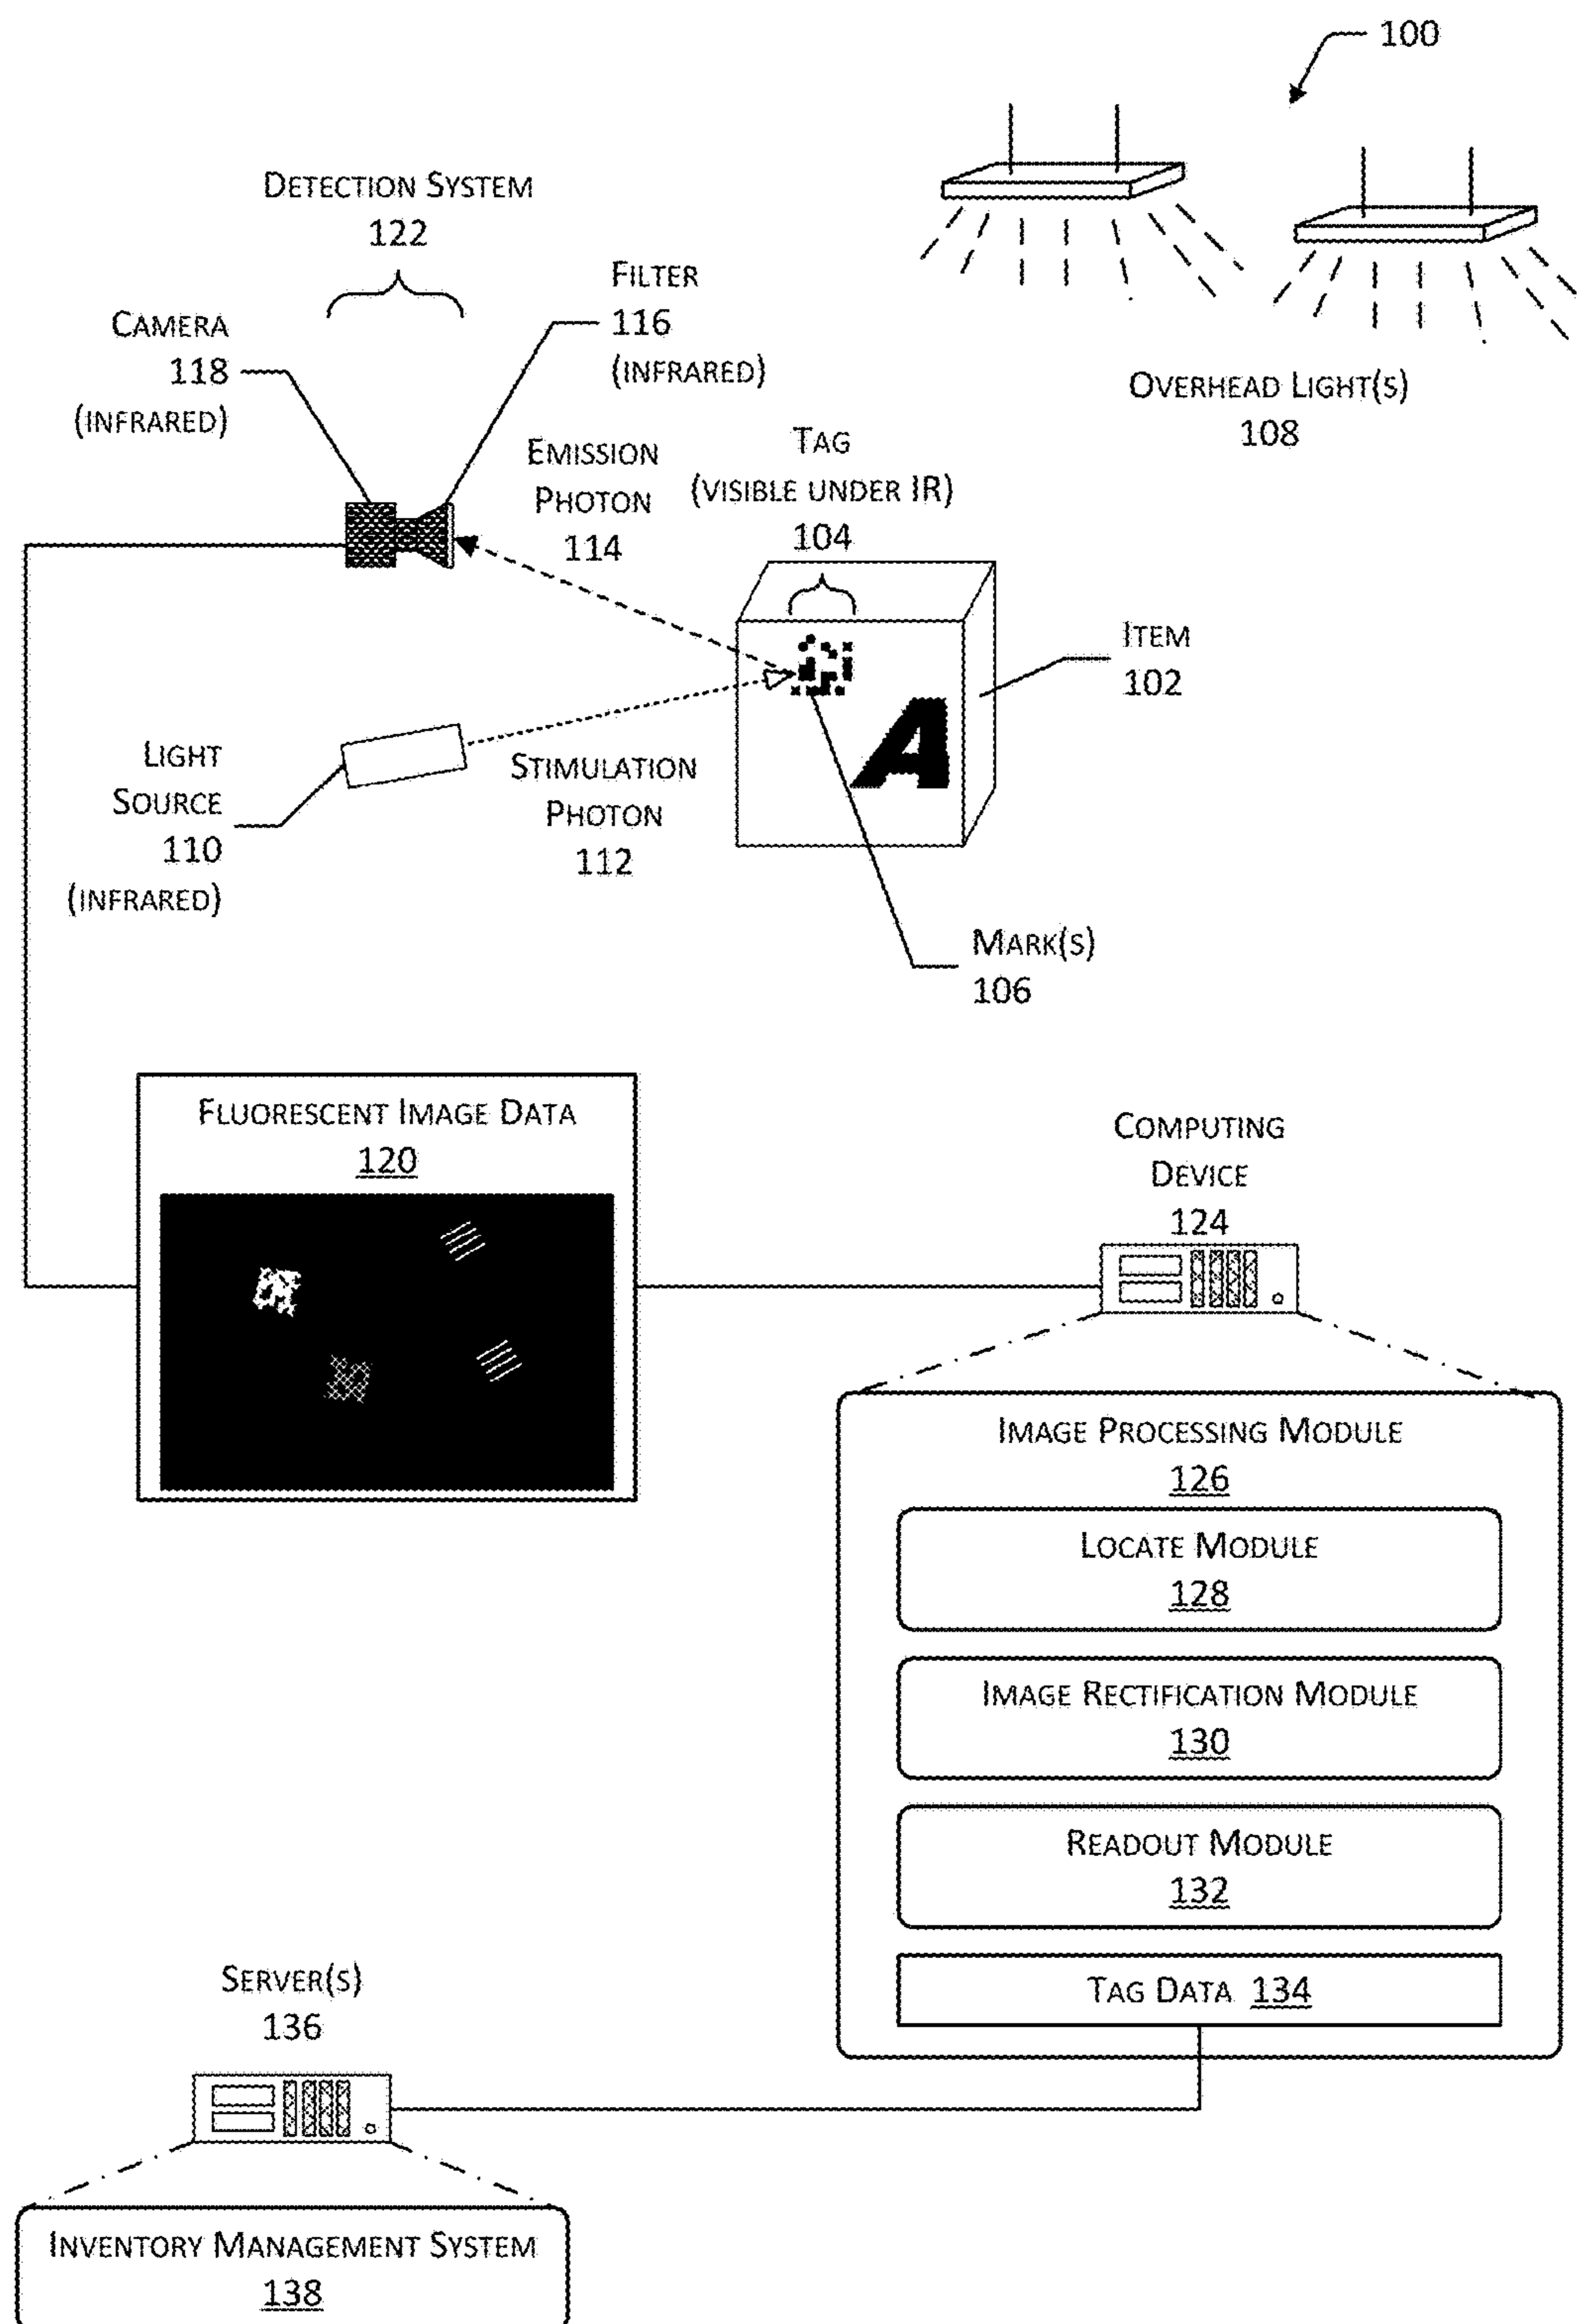 100
DETECTION SYSTEM
122
FILTER
116
(INFRARED)
CAMERA
118
(INFRARED)
OVERHEAD LIGHT(S)
108
EMISSION
PHOTON
114
TAG
(VISIBLE UNDER IR)
104
ITEM
102
A
LIGHT
SOURCE
110
(INFRARED)
STIMULATION
PHOTON
112
MARK(S)
106
FLUORESCENT IMAGE DATA
120
COMPUTING
DEVICE
124
IMAGE PROCESSING MODULE
126
LOCATE MODULE
128
IMAGE RECTIFICATION MODULE
130
READOUT MODULE
132
TAG DATA 134
SERVER(S)
136
INVENTORY MANAGEMENT SYSTEM
138